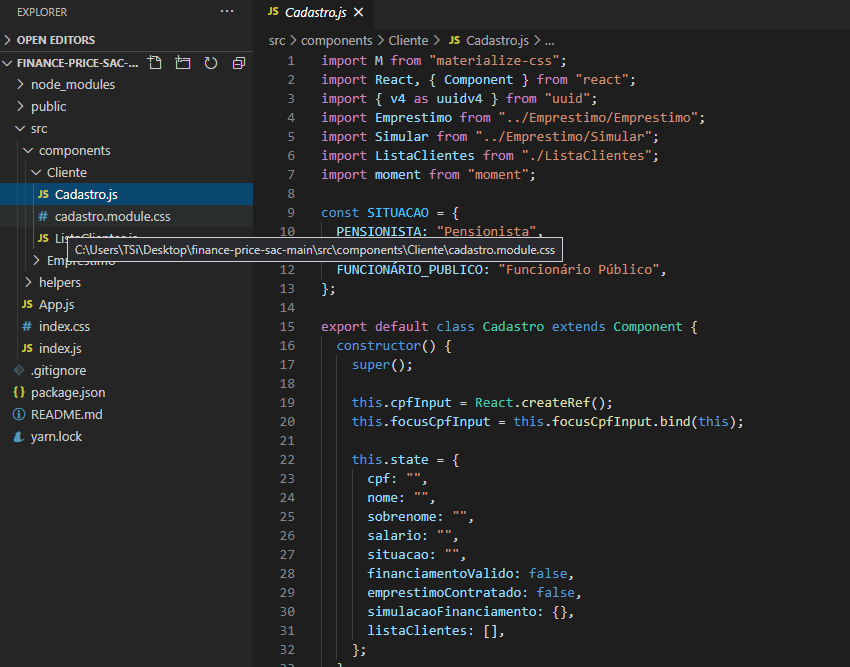 EXPLORER
...
OPEN EDITORS
FINANCE-PRICE-SAC-...
node_modules
public
src
components
Cliente
JS Cadastro.js
# cadastro.module.css
JS
C:\Users\TSi\Desktop\finance-price-sac-main\src\components\Cliente\cadastro.module.css
helpers
JS App.js
# index.css
JS index.js
.gitignore
{} package.json
README.md
yarn.lock
JS Cadastro.js
src > components > Cliente > JS Cadastro.js > ...
1 import M from "materialize-css";
2 import React, { Component } from "react";
3 import { v4 as uuidv4 } from "uuid";
4 import Emprestimo from "../Emprestimo/Emprestimo";
5 import Simular from "../Emprestimo/Simular";
6 import ListaClientes from "./ListaClientes";
7 import moment from "moment";
8
9 const SITUACAO = {
10 PENSIONISTA: "Pensionista",
12 FUNCIONÁRIO_PUBLICO: "Funcionário Público",
13 };
14
15 export default class Cadastro extends Component {
16 constructor() {
17 super();
18
19 this.cpfInput = React.createRef();
20 this.focusCpfInput = this.focusCpfInput.bind(this);
21
22 this.state = {
23 cpf: "",
24 nome: "",
25 sobrenome: "",
26 salario: "",
27 situacao: "",
28 financiamentoValido: false,
29 emprestimoContratado: false,
30 simulacaoFinanciamento: {},
31 listaClientes: [],
32 };